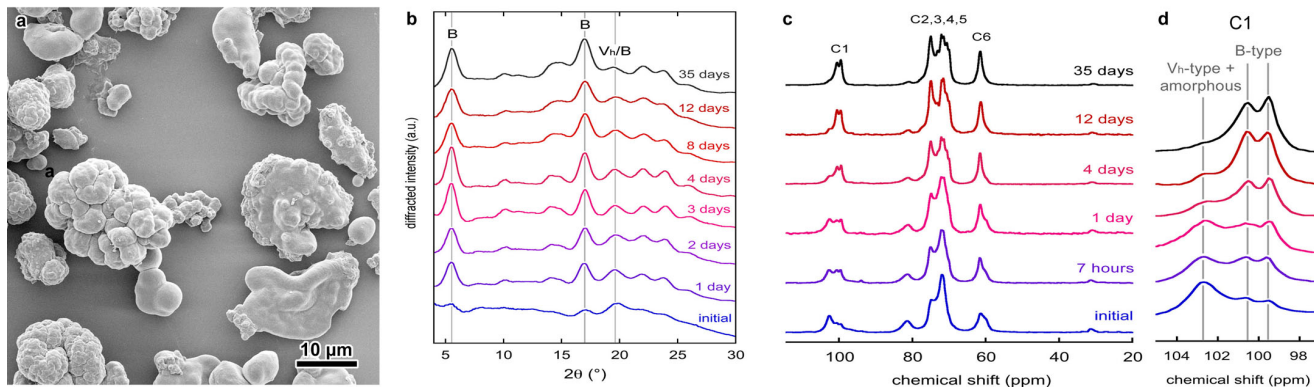 a
a
10 µm
b
B
B
Vh/B
35 days
12 days
8 days
4 days
3 days
2 days
1 day
initial
diffracted intensity (a.u.)
5 10 15 20 25 30
2θ (°)
c
C2,3,4,5
C1
C6
35 days
12 days
4 days
1 day
7 hours
initial
100 80 60 40 20
chemical shift (ppm)
d
C1
B-type
Vh-type +
amorphous
104 102 100 98
chemical shift (ppm)